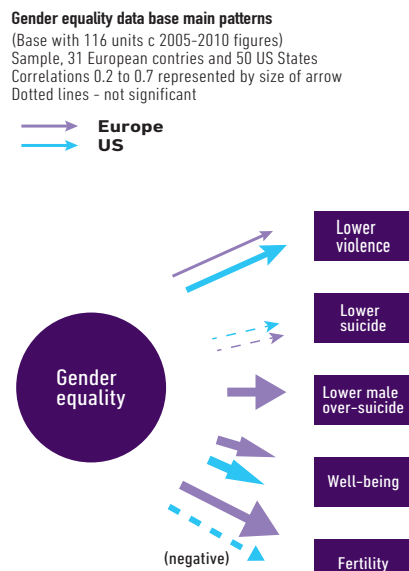 Gender equality data base main patterns
(Base with 116 units c 2005-2010 figures)
Sample, 31 European contries and 50 US States
Correlations 0.2 to 0.7 represented by size of arrow
Dotted lines - not significant
Europe
US
Lower
violence
Lower
suicide
Gender
equality
Lower male
over-suicide
Well-being
(negative)
Fertility